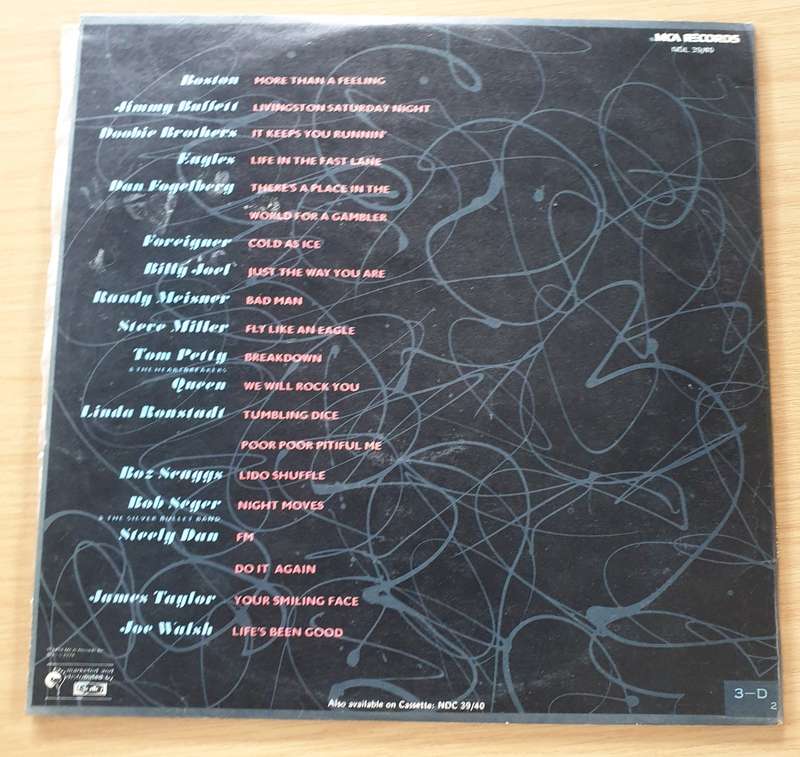 MCA RECORDS
Boston MORE THAN A FEELING
Jimmy Buffett LIVINGSTON SATURDAY NIGHT
Doobie Brothers IT KEEPS YOU RUNNIN'
Eagles LIFE IN THE FAST LANE
Dan Fogelberg THERE'S A PLACE IN THE
WORLD FOR A GAMBLER
Foreigner COLD AS ICE
Billy Joel JUST THE WAY YOU ARE
Randy Meisner BAD MAN
Steve Miller FLY LIKE AN EAGLE
Tom Petty BREAKDOWN
& THE HEARTBREAKERS
Queen WE WILL ROCK YOU
Linda Ronstadt TUMBLING DICE
POOR POOR PITIFUL ME
Boz Scaggs LIDO SHUFFLE
Bob Seger NIGHT MOVES
& THE SILVER BULLET BAND
Steely Dan FM
DO IT AGAIN
James Taylor YOUR SMILING FACE
Joe Walsh LIFE'S BEEN GOOD
marketed and
distributed by
Also available on Cassette: NDC 39/40
3-D
2